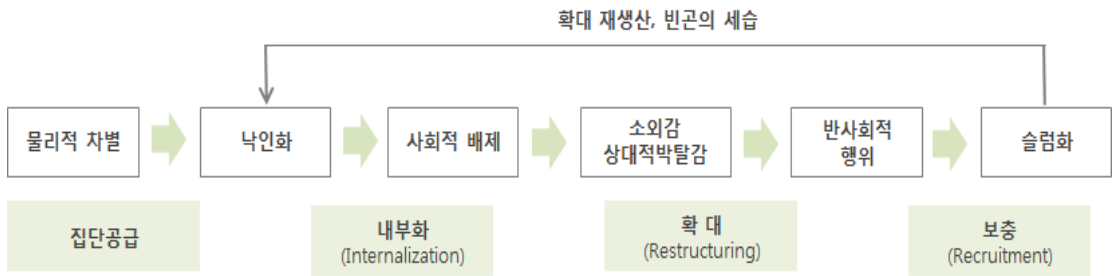 확대 재생산, 빈곤의 세습
물리적 차별
낙인화
사회적 배제
소외감
상대적박탈감
반사회적
행위
슬럼화
집단공급
내부화
(Internalization)
확 대
(Restructuring)
보충
(Recruitment)